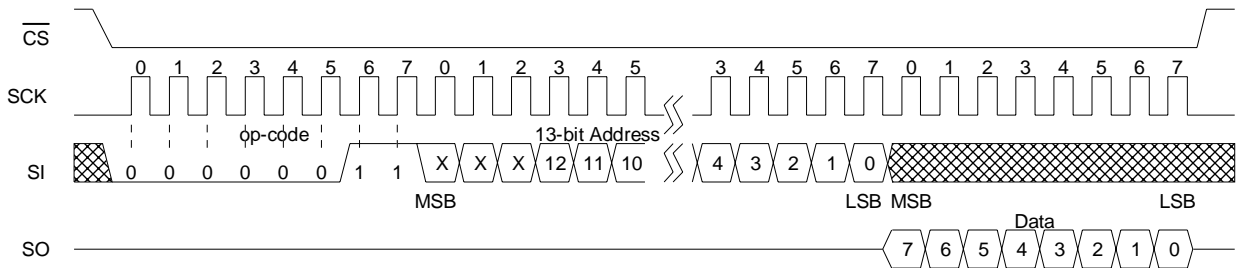 CS
0 1 2 3 4 5 6 7 0 1 2 3 4 5 3 4 5 6 7 0 1 2 3 4 5 6 7
SCK
op-code 13-bit Address
SI 0 0 0 0 0 0 1 1 X X X 12 11 10 4 3 2 1 0
MSB LSB MSB LSB
Data
SO 7 6 5 4 3 2 1 0